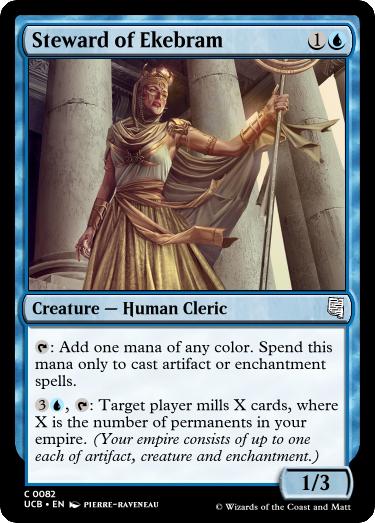 Steward of Ekebram 1
Creature — Human Cleric
: Add one mana of any color. Spend this
mana only to cast artifact or enchantment
spells.
3 , : Target player mills X cards, where
X is the number of permanents in your
empire. (Your empire consists of up to one
each of artifact, creature and enchantment.)
1/3
C 0082
UCB • EN PIERRE-RAVENEAU © Wizards of the Coast and Matt